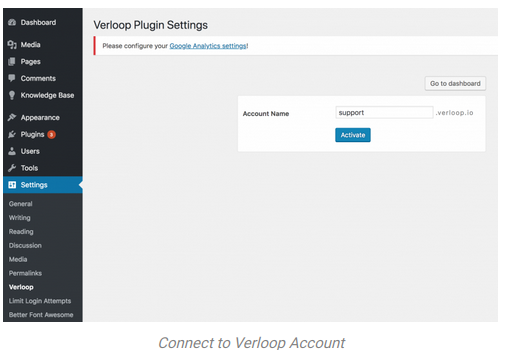 Dashboard
Media
Pages
Comments
Knowledge Base
Appearance
Plugins 3
Users
Tools
Settings
General
Writing
Reading
Discussion
Media
Permalinks
Verloop
Limit Login Attempts
Better Font Awesome
Verloop Plugin Settings
Please configure your Google Analytics settings!
Go to dashboard
Account Name support .verloop.io
Activate
Connect to Verloop Account